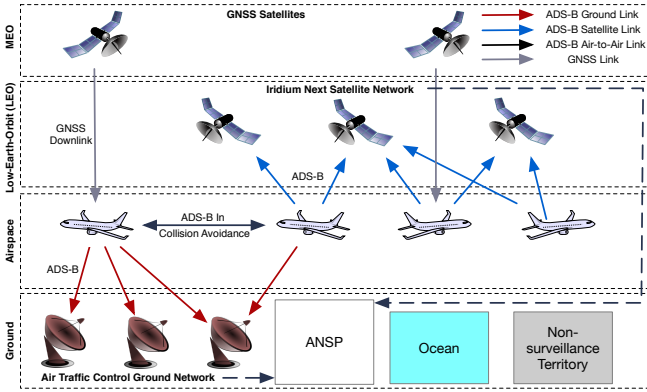 GNSS Satellites
ADS-B Ground Link
ADS-B Satellite Link
ADS-B Air-to-Air Link
GNSS Link
MEO
Iridium Next Satellite Network
GNSS
Downlink
ADS-B
Low-Earth-Orbit (LEO)
ADS-B In
Collision Avoidance
Airspace
ADS-B
ANSP
Ocean
Non-
surveillance
Territory
Ground
Air Traffic Control Ground Network